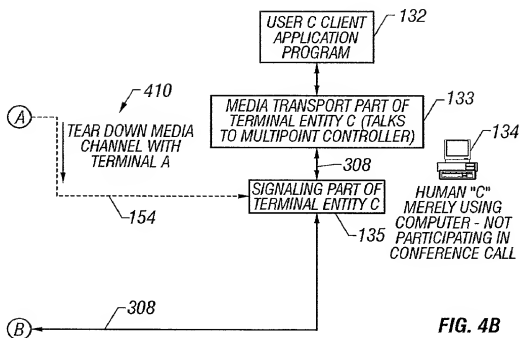 USER C CLIENT
APPLICATION
PROGRAM
132
410
A
TEAR DOWN MEDIA
CHANNEL WITH
TERMINAL A
MEDIA TRANSPORT PART OF
TERMINAL ENTITY C (TALKS
TO MULTIPOINT CONTROLLER)
133
134
308
SIGNALING PART OF
TERMINAL ENTITY C
154
135
HUMAN "C"
MERELY USING
COMPUTER - NOT
PARTICIPATING IN
CONFERENCE CALL
308
B
FIG. 4B